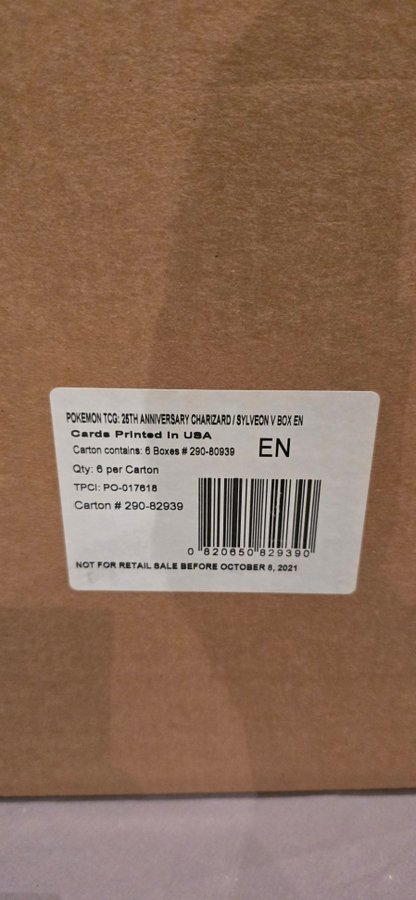 POKEMON TCG: 25TH ANNIVERSARY CHARIZARD / SYLVEON V BOX EN
Cards Printed in USA
Carton contains: 6 Boxes # 290-80939
EN
Qty: 6 per Carton
TPCI: PO-017618
Carton # 290-82939
0 820650 829390
NOT FOR RETAIL SALE BEFORE OCTOBER 8, 2021